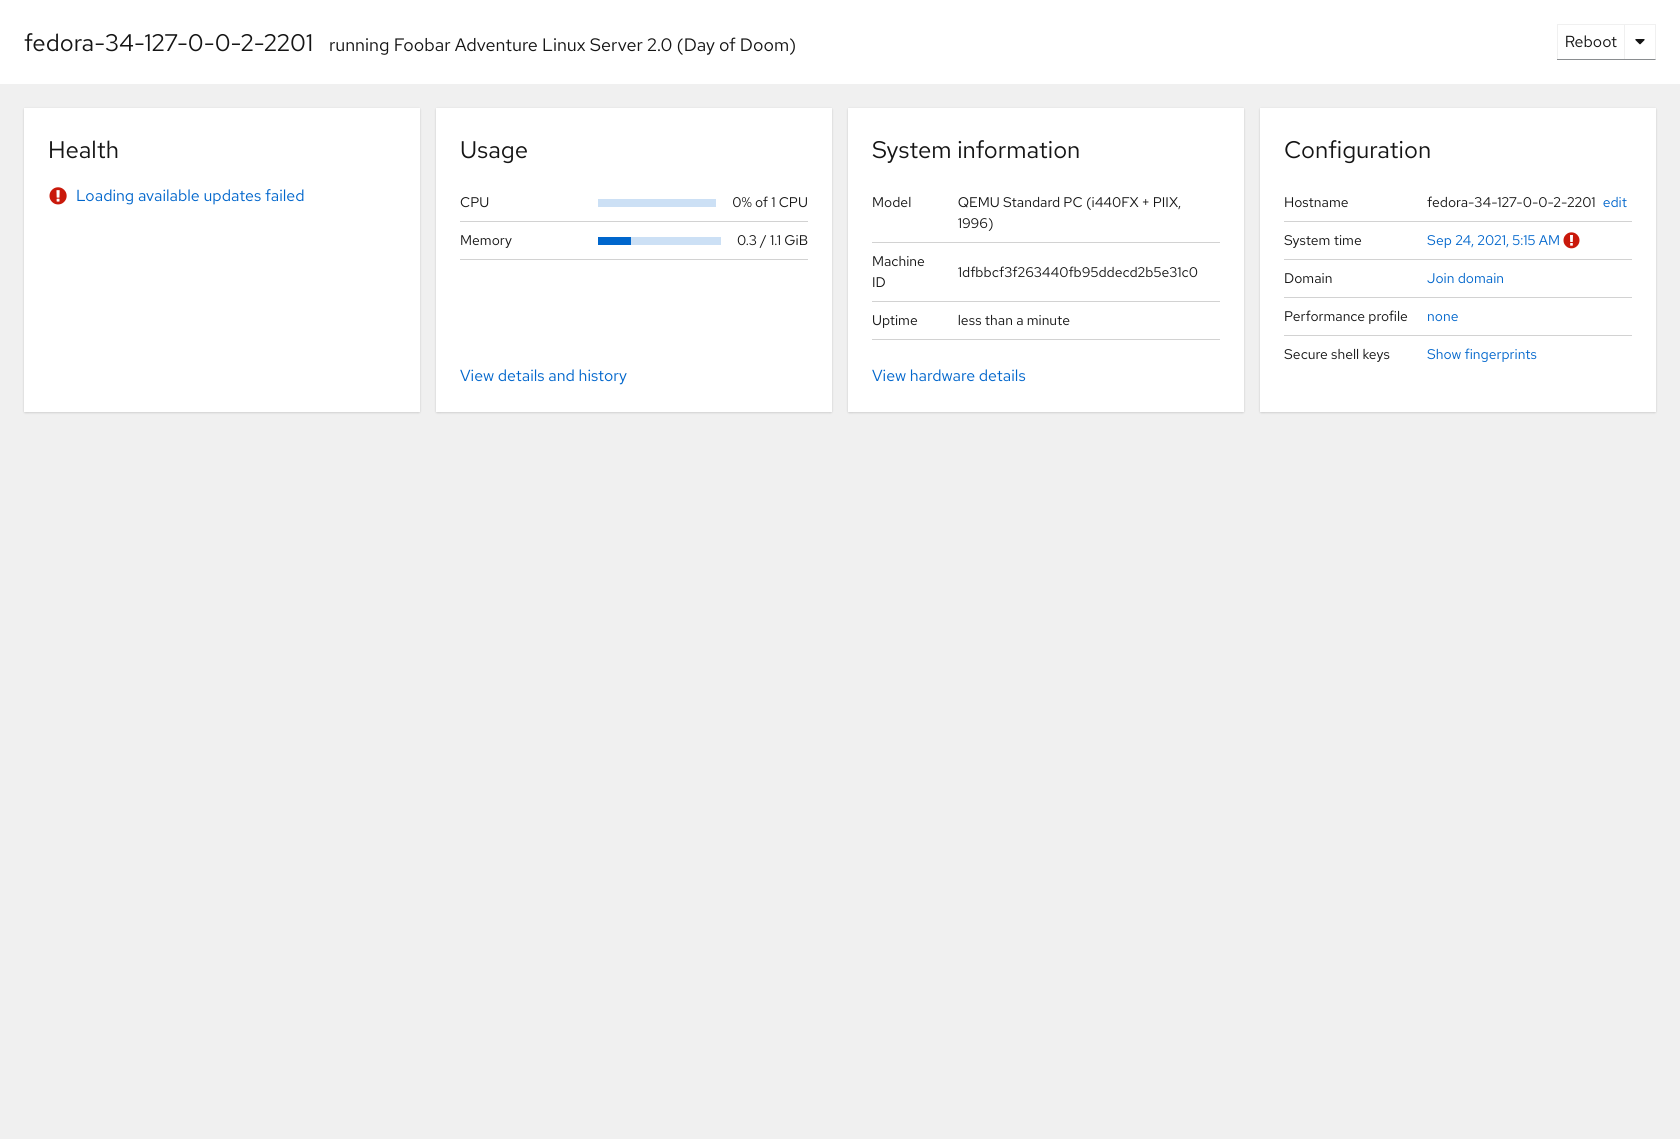 fedora-34-127-0-0-2-2201 running Foobar Adventure Linux Server 2.0 (Day of Doom)
Reboot
Health
Loading available updates failed
Usage
CPU 0% of 1 CPU
Memory 0.3 / 1.1 GiB
View details and history
System information
Model QEMU Standard PC (i440FX + PIIX,
1996)
Machine
ID
1dfbbcf3f263440fb95ddecd2b5e31c0
Uptime less than a minute
View hardware details
Configuration
Hostname fedora-34-127-0-0-2-2201 edit
System time Sep 24, 2021, 5:15 AM
Domain Join domain
Performance profile none
Secure shell keys Show fingerprints